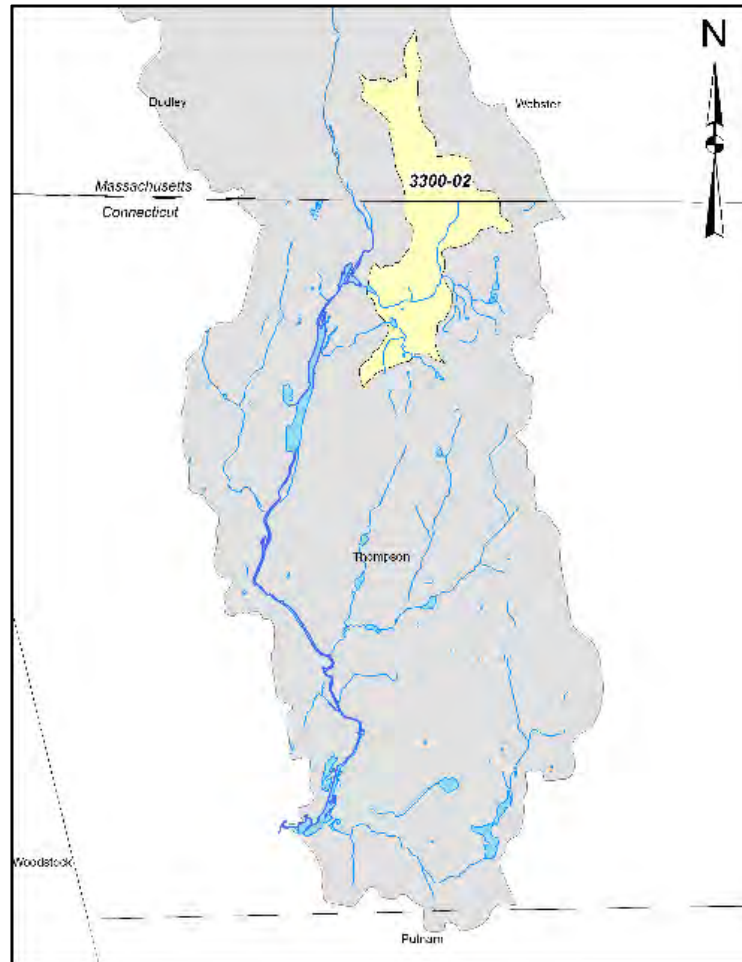 N
Dudley
Webster
3300-02
Massachusetts
Connecticut
Thompson
Woodstock
Putnam